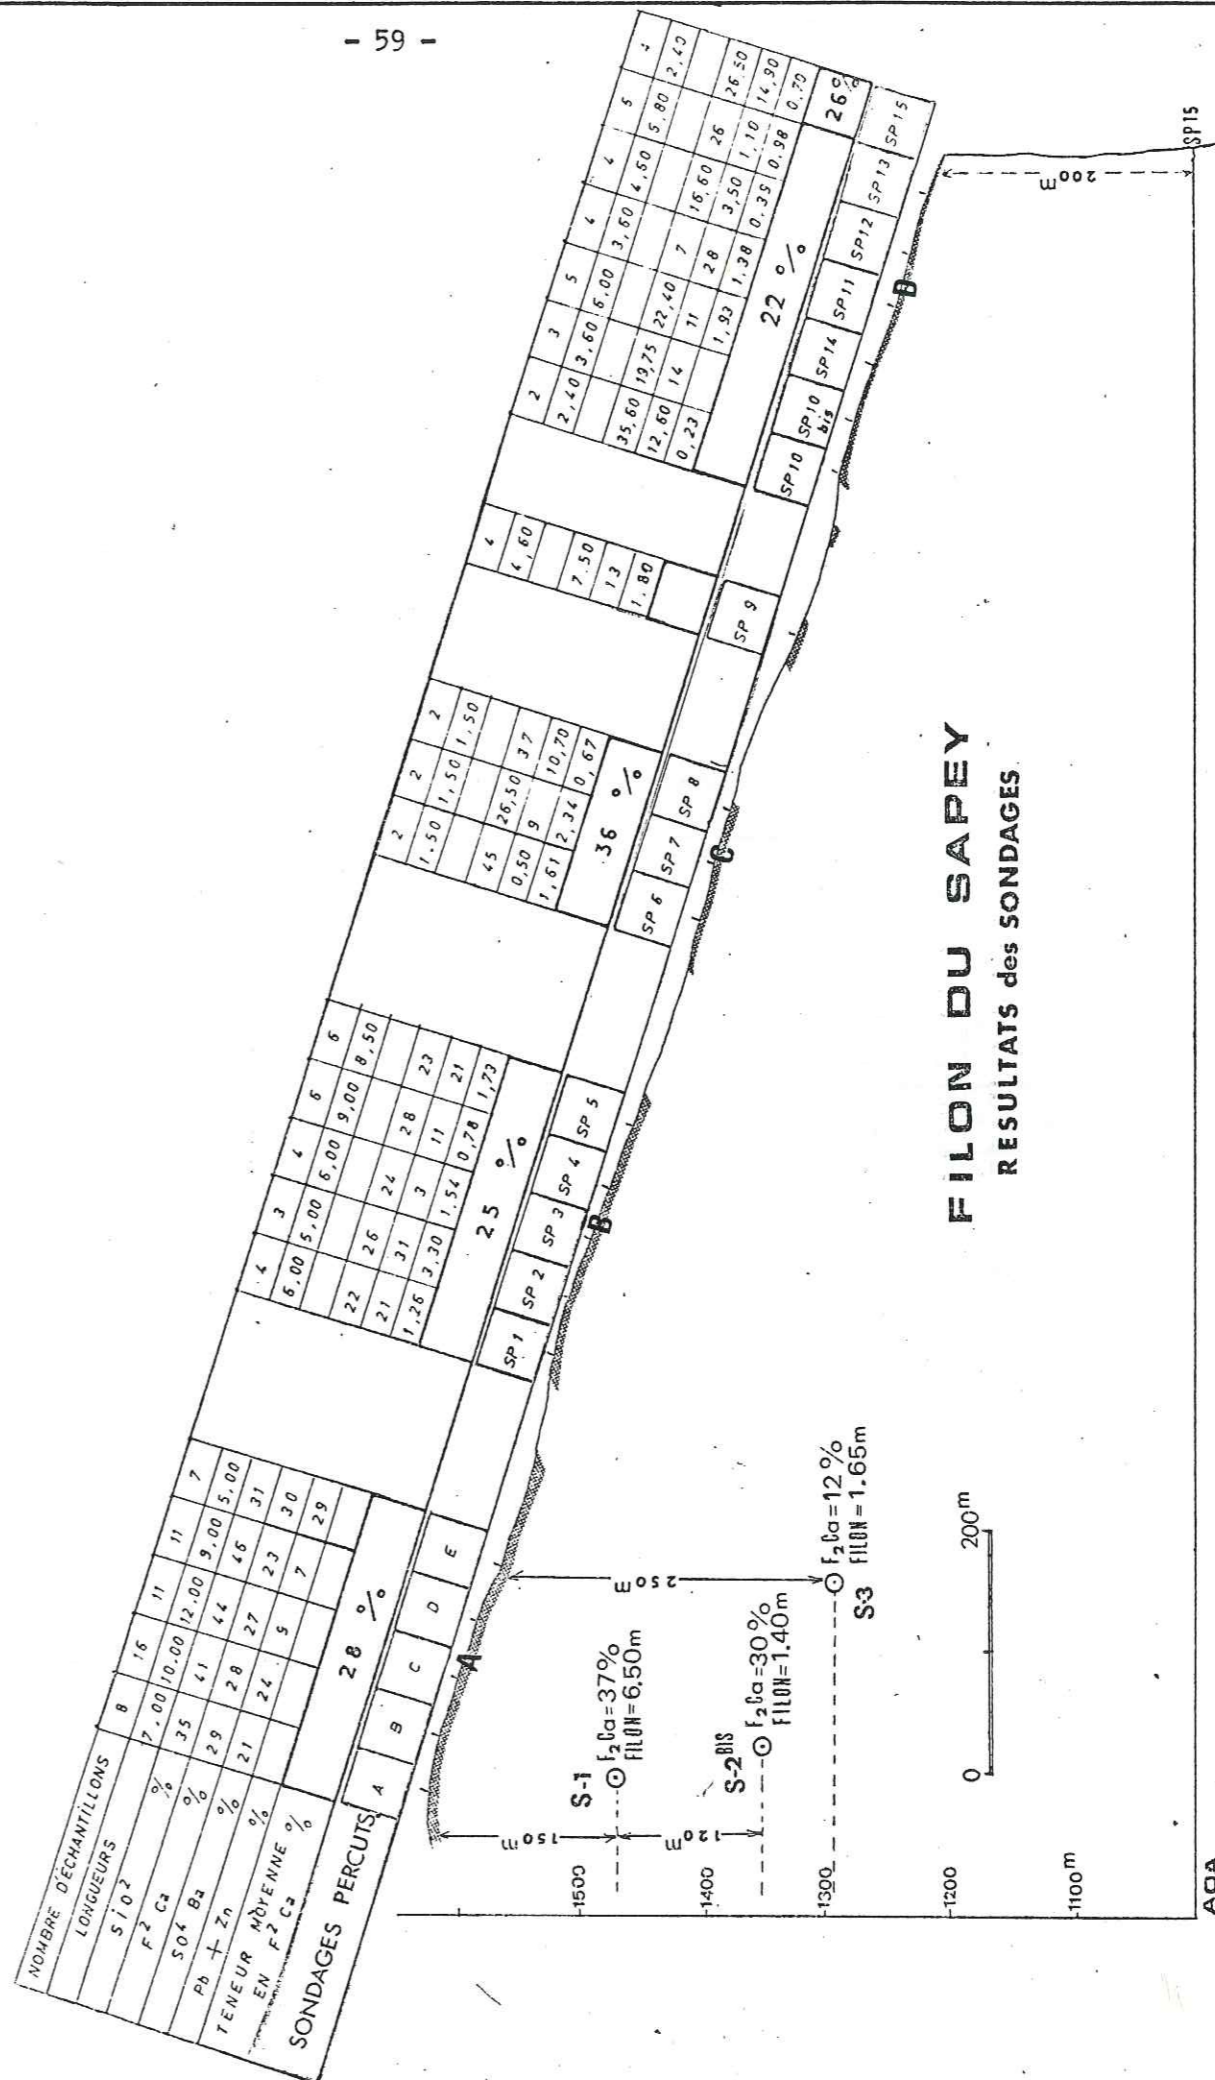 - 59 -
NOMBRE D'ÉCHANTILLONS 8 16 11 11 7 4 3 4 6 6 2 2 2 4 2 3 5 4 4 5 4
LONGUEURS 7,00 10.00 12.00 9,00 5,00 6,00 5,00 6,00 9,00 8,50 1.50 1,50 1,50 4,60 2,40 3,60 6,00 3,60 4,50 5,80 2,40
SiO² % 35 41 44 46 31
F² Ca % 29 28 27 23 30 22 26 24 28 23 45 26,50 37 7.50 35,60 19,75 22,40 7 16,60 26 26,50
SO⁴ Ba % 21 24 9 7 29 21 31 3 11 21 0,50 9 10,70 13 12,60 14 11 28 3,50 1,10 14,90
Pb + Zn % 1,26 3,30 1.54 0,78 1,73 1,61 2,34 0,67 1.80 0,23 1,93 1.38 0.35 0.98 0.70
TENEUR MOYENNE %
EN F² Ca
28 % 25 % 36 % 22 % 26%
SONDAGES PERCUTS A B C D E SP 1 SP 2 SP 3 SP 4 SP 5 SP 6 SP 7 SP 8 SP 9 SP10 SP10 bis SP14 SP11 SP12 SP13 SP15
A B C D
150m
120m
250m
200m
S-1
F₂Ca=37%
FILON=6.50m
S-2 BIS
F₂Ca=30%
FILON=1.40m
S-3
F₂Ca=12%
FILON=1.65m
1500
1400
1300
1200
1100m
0 200m
SP15
FILON DU SAPEY
RESULTATS des SONDAGES